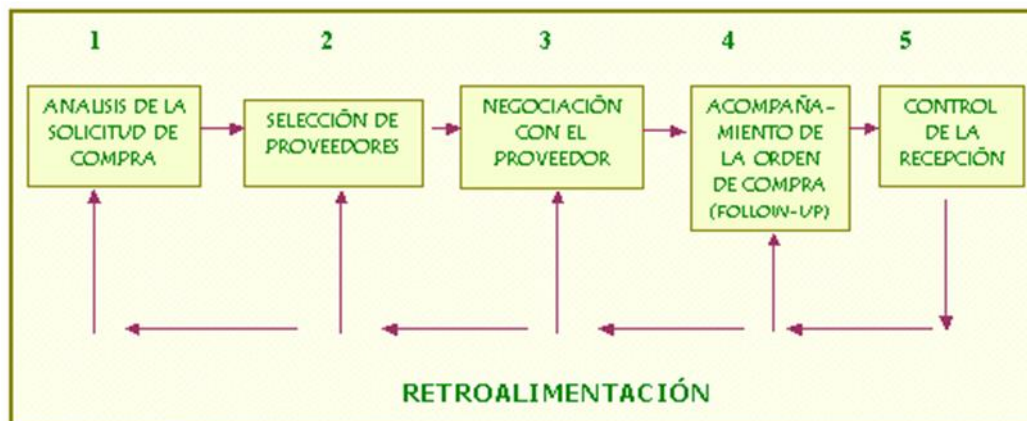 1
2
3
4
5
ANALISIS DE LA
SOLICITUD DE
COMPRA
SELECCIÓN DE
PROVEEDORES
NEGOCIACIÓN
CON EL
PROVEEDOR
ACOMPAÑA-
MIENTO DE
LA ORDEN
DE COMPRA
(FOLLOW-UP)
CONTROL
DE LA
RECEPCIÓN
RETROALIMENTACIÓN